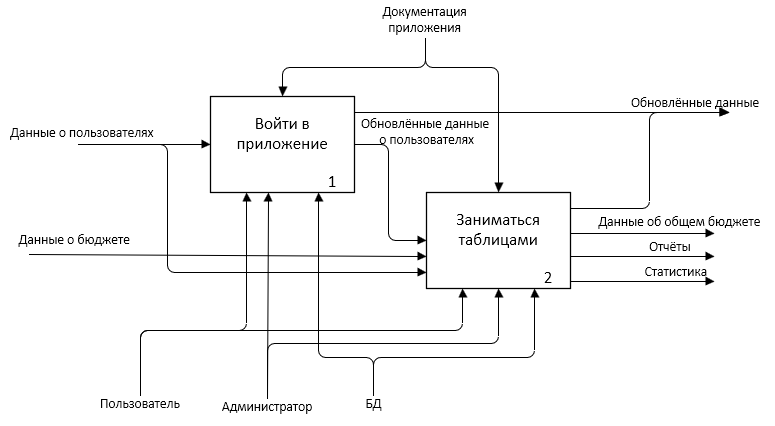 Документация
приложения
Обновлённые данные
Войти в
приложение
1
Обновлённые данные
о пользователях
Данные о пользователях
Заниматься
таблицами
2
Данные об общем бюджете
Отчёты
Статистика
Данные о бюджете
Пользователь
Администратор
БД